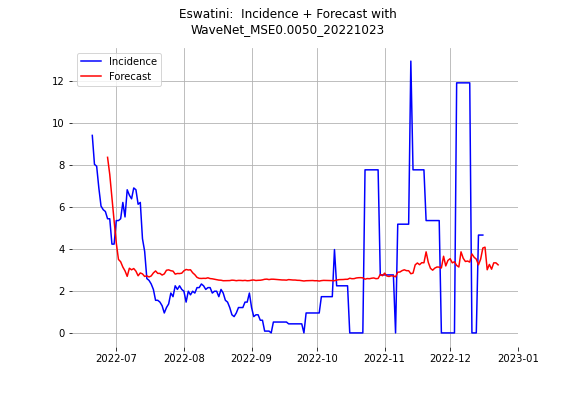 Eswatini:  Incidence + Forecast with
WaveNet_MSE0.0050_20221023
Incidence
Forecast
12
10
8
6
4
2
0
2022-07 2022-08 2022-09 2022-10 2022-11 2022-12 2023-01